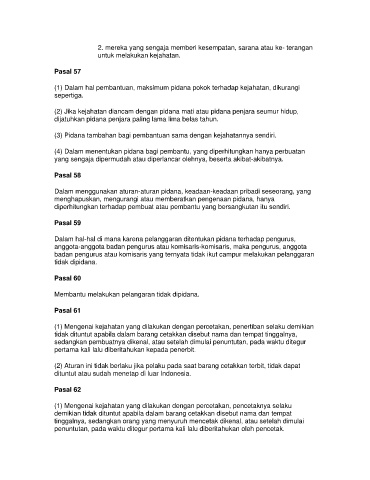 2. mereka yang sengaja memberi kesempatan, sarana atau ke- terangan
untuk melakukan kejahatan.
Pasal 57
(1) Dalam hal pembantuan, maksimum pidana pokok terhadap kejahatan, dikurangi
sepertiga.
(2) Jika kejahatan diancam dengan pidana mati atau pidana penjara seumur hidup,
dijatuhkan pidana penjara paling lama lima belas tahun.
(3) Pidana tambahan bagi pembantuan sama dengan kejahatannya sendiri.
(4) Dalam menentukan pidana bagi pembantu, yang diperhitungkan hanya perbuatan
yang sengaja dipermudah atau diperlancar olehnya, beserta akibat-akibatnya.
Pasal 58
Dalam menggunakan aturan-aturan pidana, keadaan-keadaan pribadi seseorang, yang
menghapuskan, mengurangi atau memberatkan pengenaan pidana, hanya
diperhitungkan terhadap pembuat atau pembantu yang bersangkutan itu sendiri.
Pasal 59
Dalam hal-hal di mana karena pelanggaran ditentukan pidana terhadap pengurus,
anggota-anggota badan pengurus atau komisaris-komisaris, maka pengurus, anggota
badan pengurus atau komisaris yang ternyata tidak ikut campur melakukan pelanggaran
tidak dipidana.
Pasal 60
Membantu melakukan pelangaran tidak dipidana.
Pasal 61
(1) Mengenai kejahatan yang dilakukan dengan percetakan, penertiban selaku demikian
tidak dituntut apabila dalam barang cetakkan disebut nama dan tempat tinggalnya,
sedangkan pembuatnya dikenal, atau setelah dimulai penuntutan, pada waktu ditegur
pertama kali lalu diberitahukan kepada penerbit.
(2) Aturan ini tidak berlaku jika pelaku pada saat barang cetakkan terbit, tidak dapat
dituntut atau sudah menetap di luar Indonesia.
Pasal 62
(1) Mengenai kejahatan yang dilakukan dengan percetakan, pencetaknya selaku
demikian tidak dituntut apabila dalam barang cetakkan disebut nama dan tempat
tinggalnya, sedangkan orang yang menyuruh mencetak dikenal, atau setelah dimulai
penuntutan, pada waktu ditegur pertama kali lalu diberitahukan oleh pencetak.